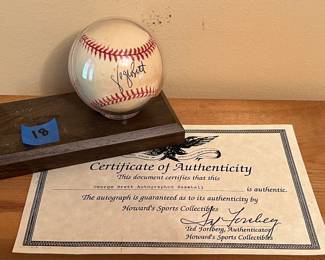 18
Certificate of Authenticity
This document certifies that this
George Brett Autographed Baseball
is authentic.
The autograph is guaranteed as to its authenticity by
Howard's Sports Collectibles
Ted Forsberg, Authenticator
Howard's Sports Collectibles